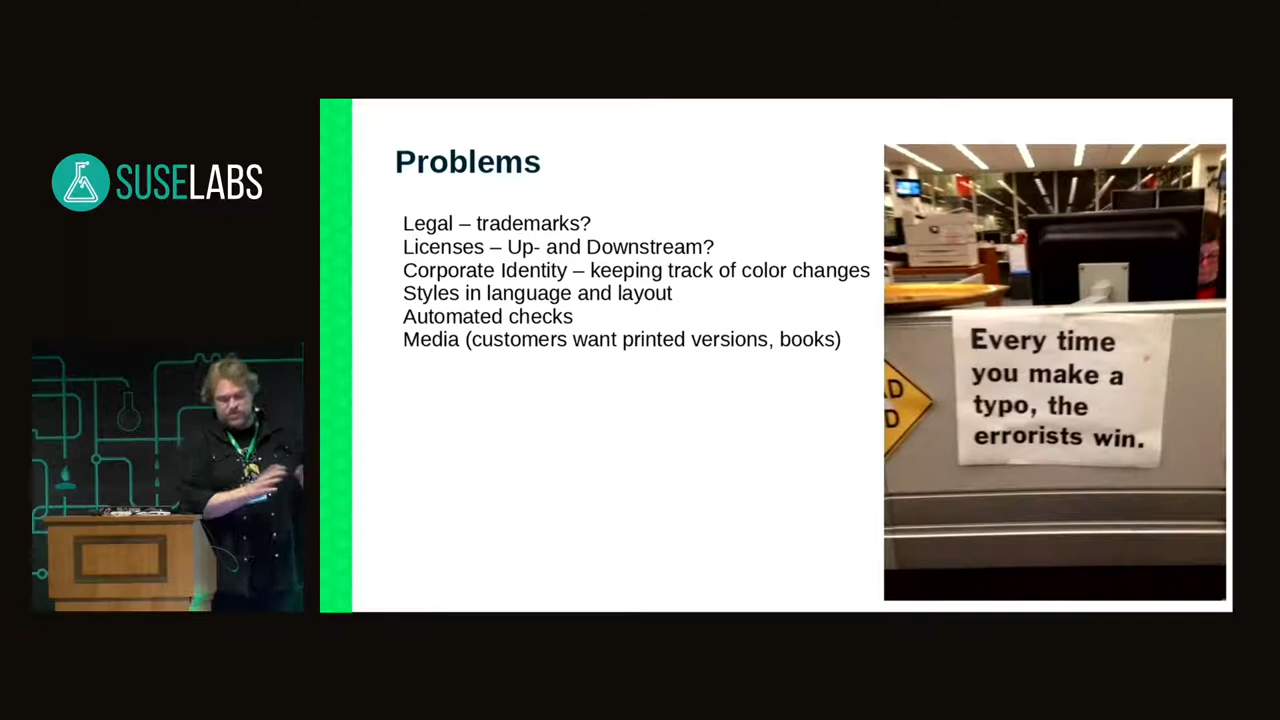 SUSELABS
Problems
Legal – trademarks?
Licenses – Up- and Downstream?
Corporate Identity – keeping track of color changes
Styles in language and layout
Automated checks
Media (customers want printed versions, books)
Every time
you make a
typo, the
errorists win.